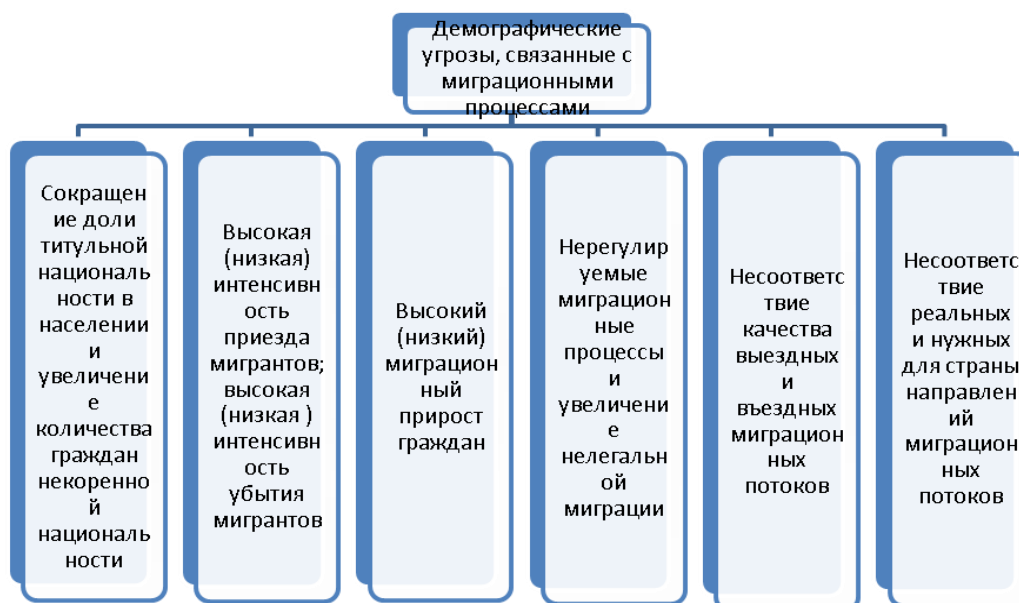 Демографические
угрозы, связанные с
миграционными
процессами
Сокращен
ие доли
титульной
националь
ности в
населении
и
увеличени
е
количества
граждан
некоренно
й
националь
ности
Высокая
(низкая)
интенсивн
ость
приезда
мигрантов;
высокая
(низкая )
интенсивн
ость
убытия
мигрантов
Высокий
(низкий)
миграцион
ный
прирост
граждан
Нерегулир
уемые
миграцион
ные
процессы
и
увеличени
е
нелегальн
ой
миграции
Несоответ
ствие
качества
выездных
и
въездных
миграцион
ных
потоков
Несоответс
твие
реальных
и нужных
для страны
направлен
ий
миграцион
ных
потоков